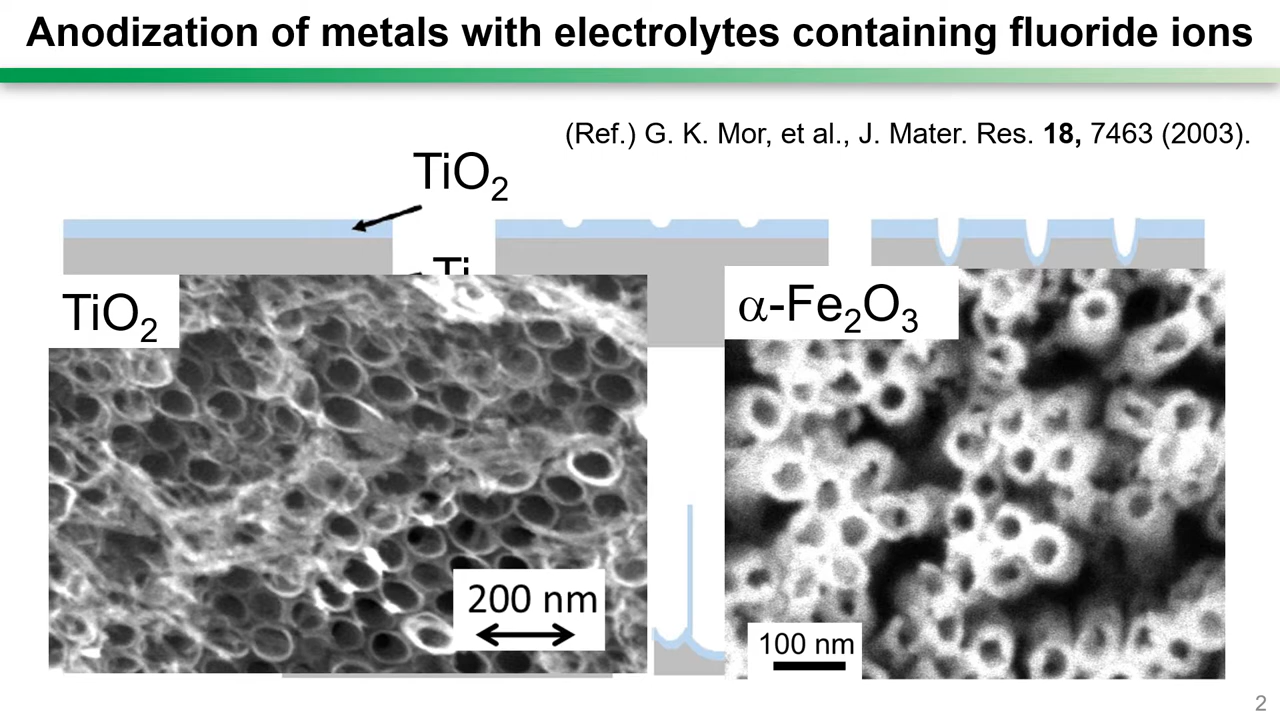 Anodization of metals with electrolytes containing fluoride ions
(Ref.) G. K. Mor, et al., J. Mater. Res. 18, 7463 (2003).
TiO₂
Ti
TiO₂
α-Fe₂O₃
200 nm
100 nm
2